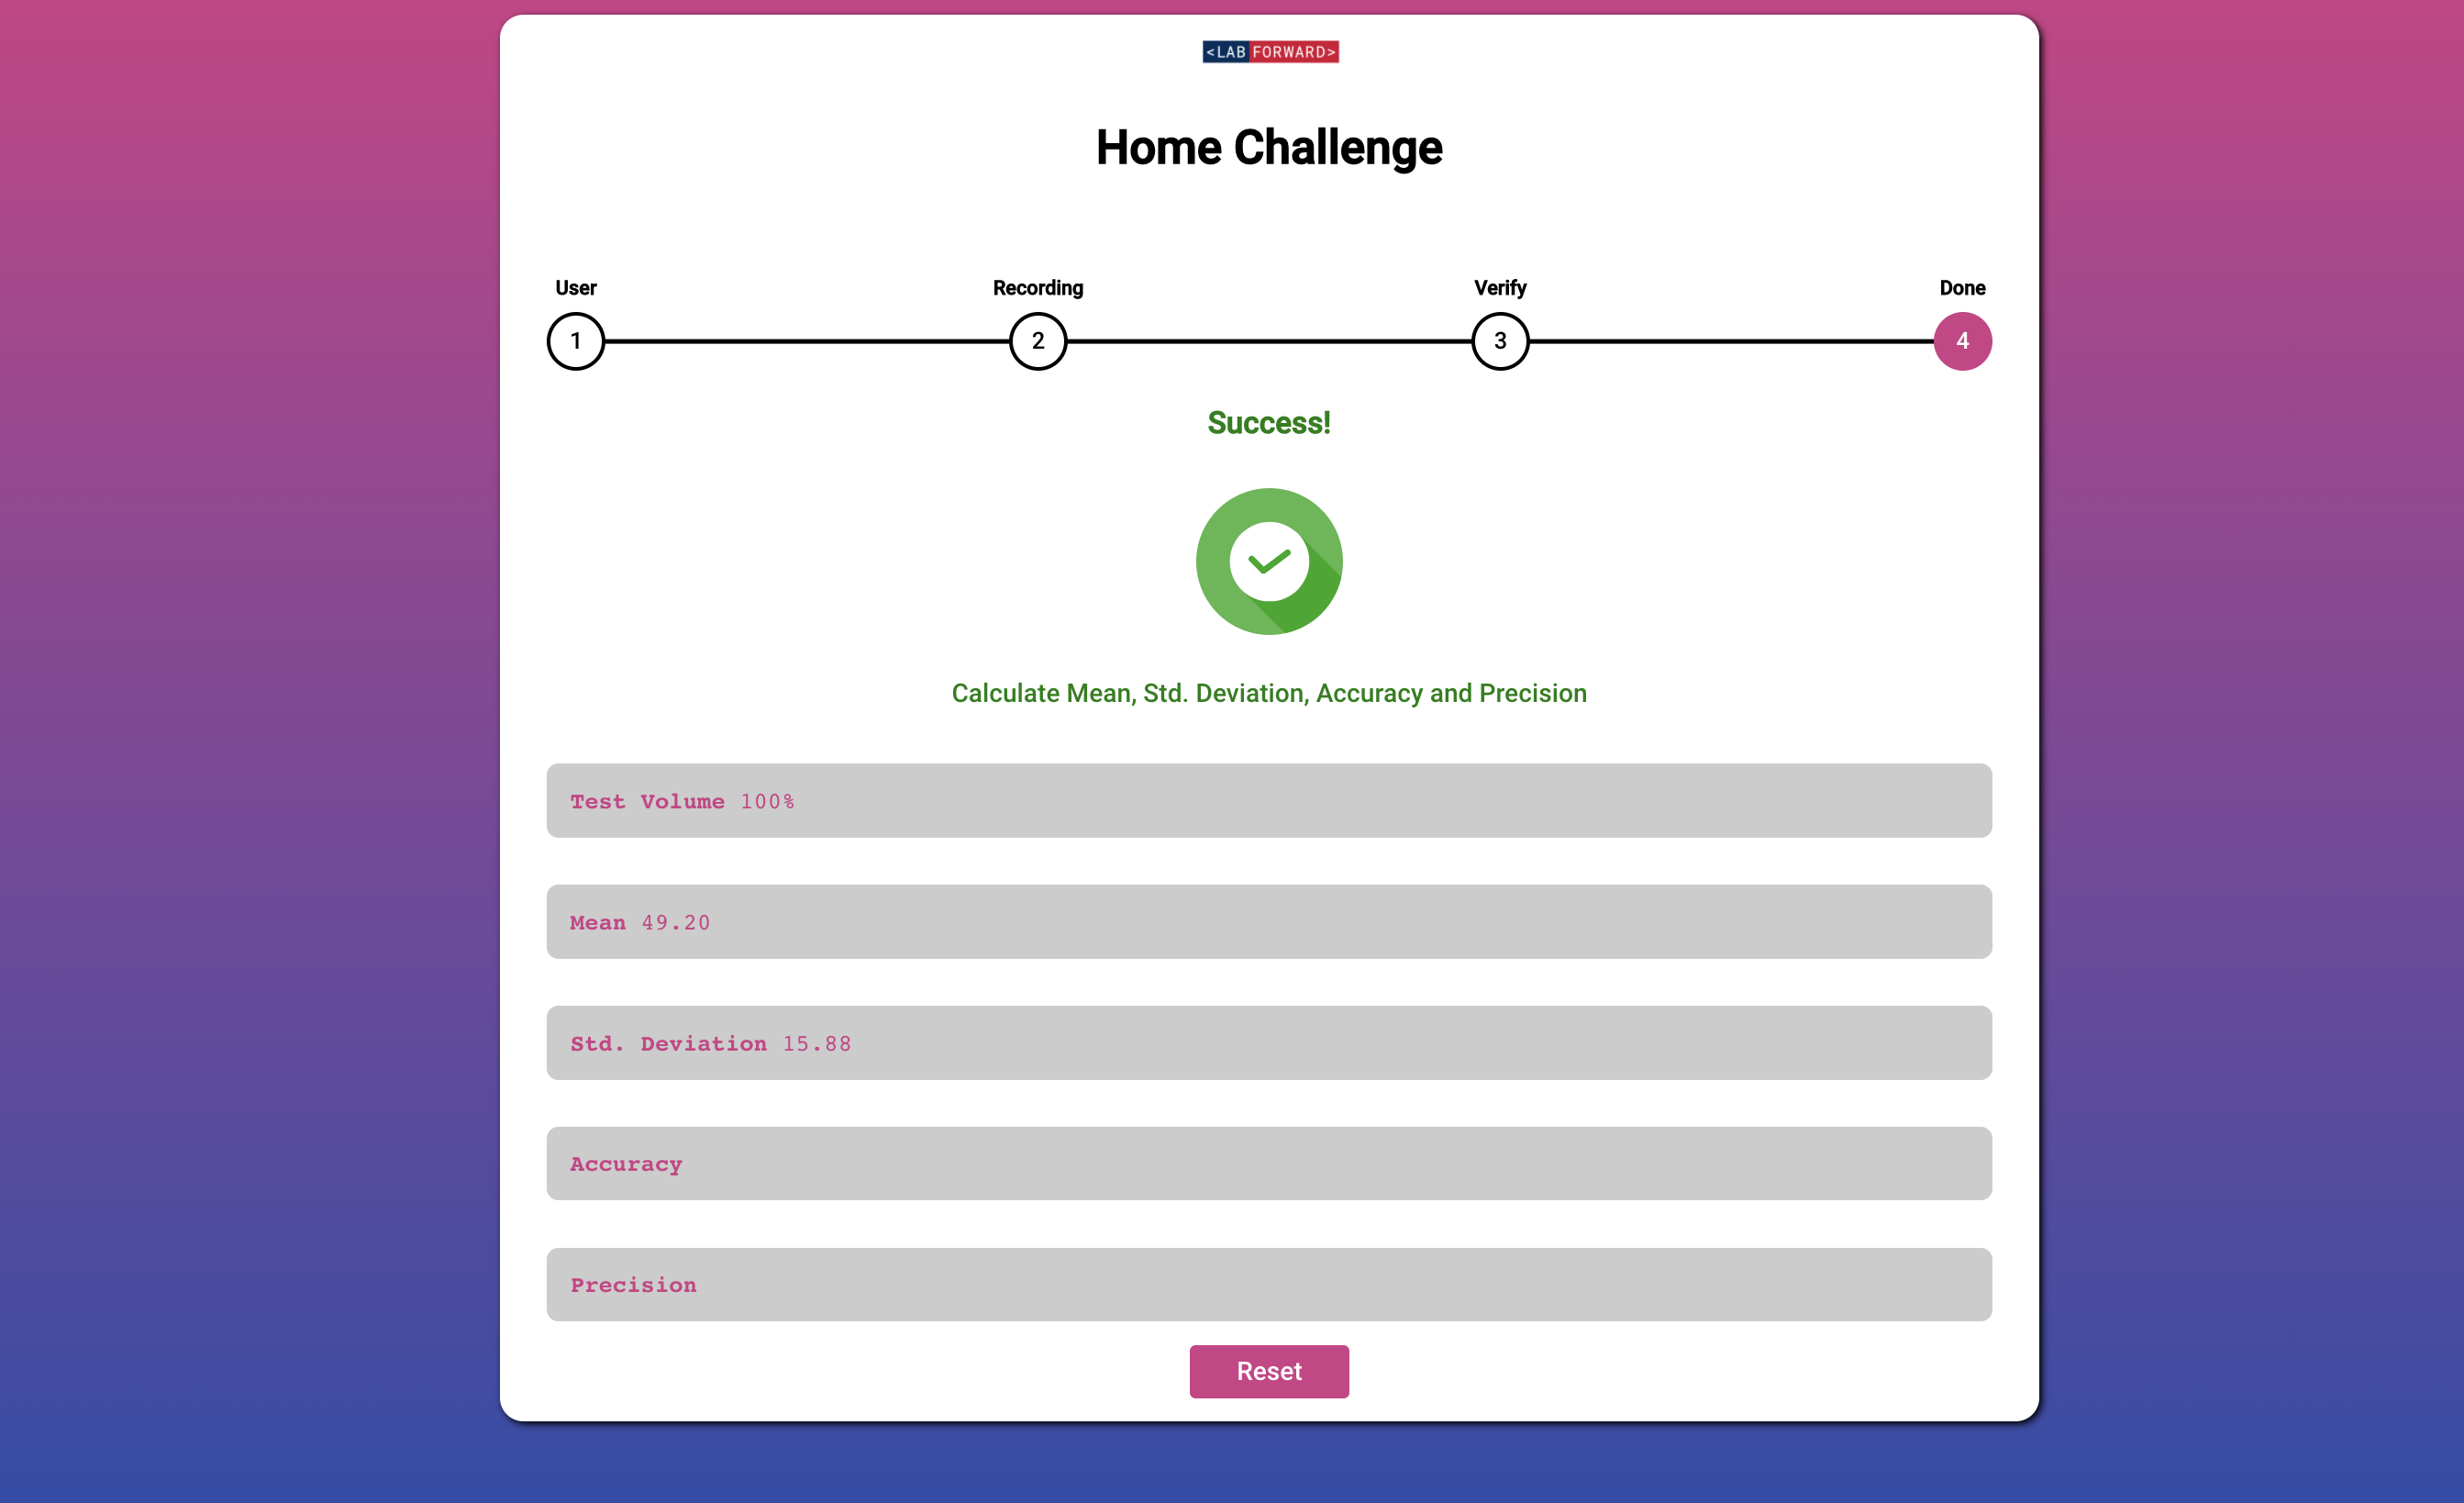 <LAB FORWARD>
Home Challenge
User Recording Verify Done
1 2 3 4
Success!
Calculate Mean, Std. Deviation, Accuracy and Precision
Test Volume 100%
Mean 49.20
Std. Deviation 15.88
Accuracy
Precision
Reset